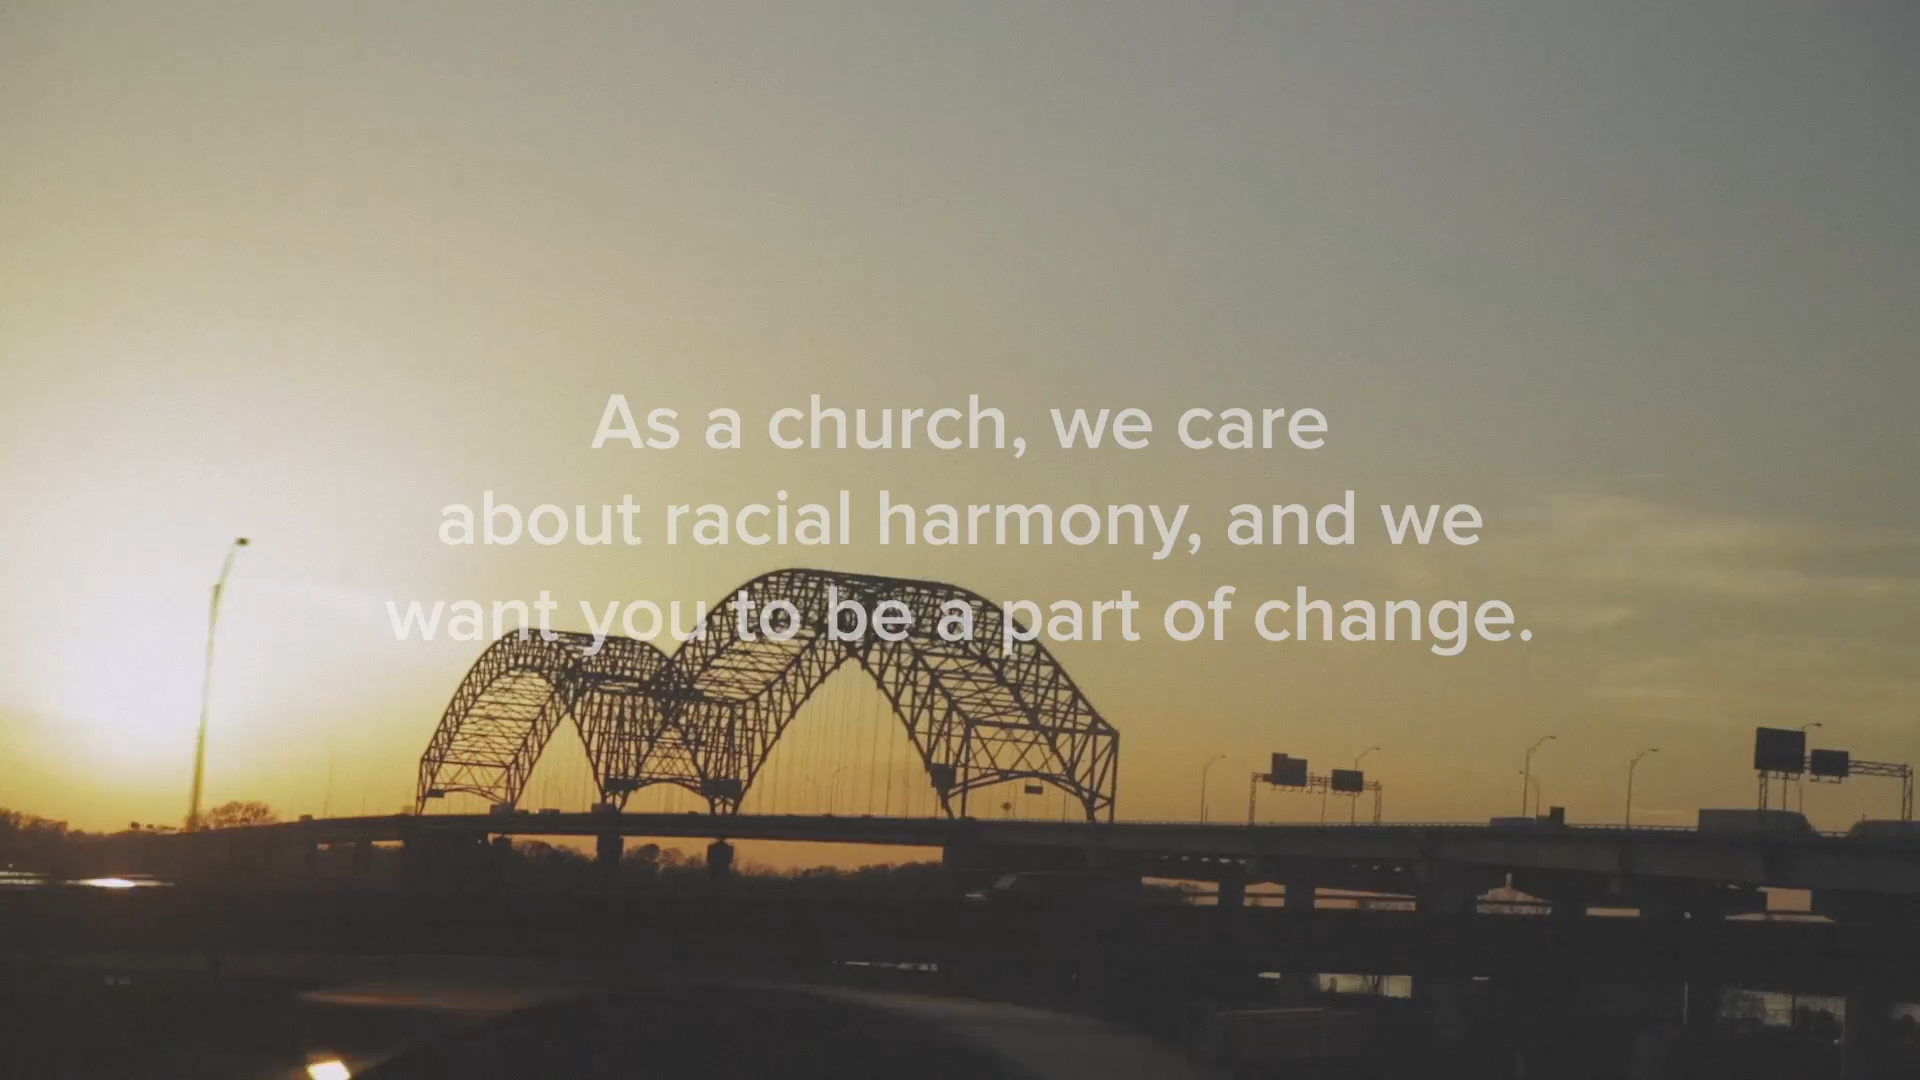 As a church, we care
about racial harmony, and we
want you to be a part of change.